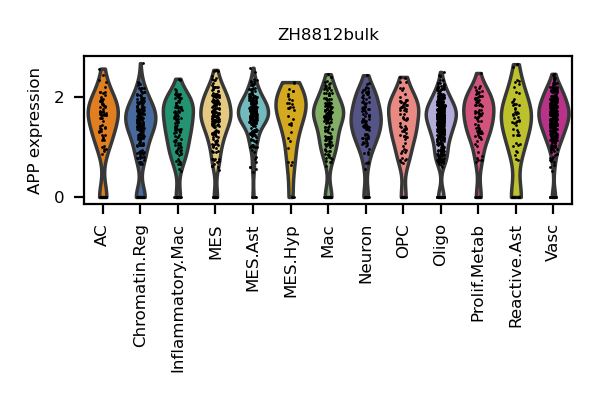 ZH8812bulk
APP expression
2
0
AC
Chromatin.Reg
Inflammatory.Mac
MES
MES.Ast
MES.Hyp
Mac
Neuron
OPC
Oligo
Prolif.Metab
Reactive.Ast
Vasc